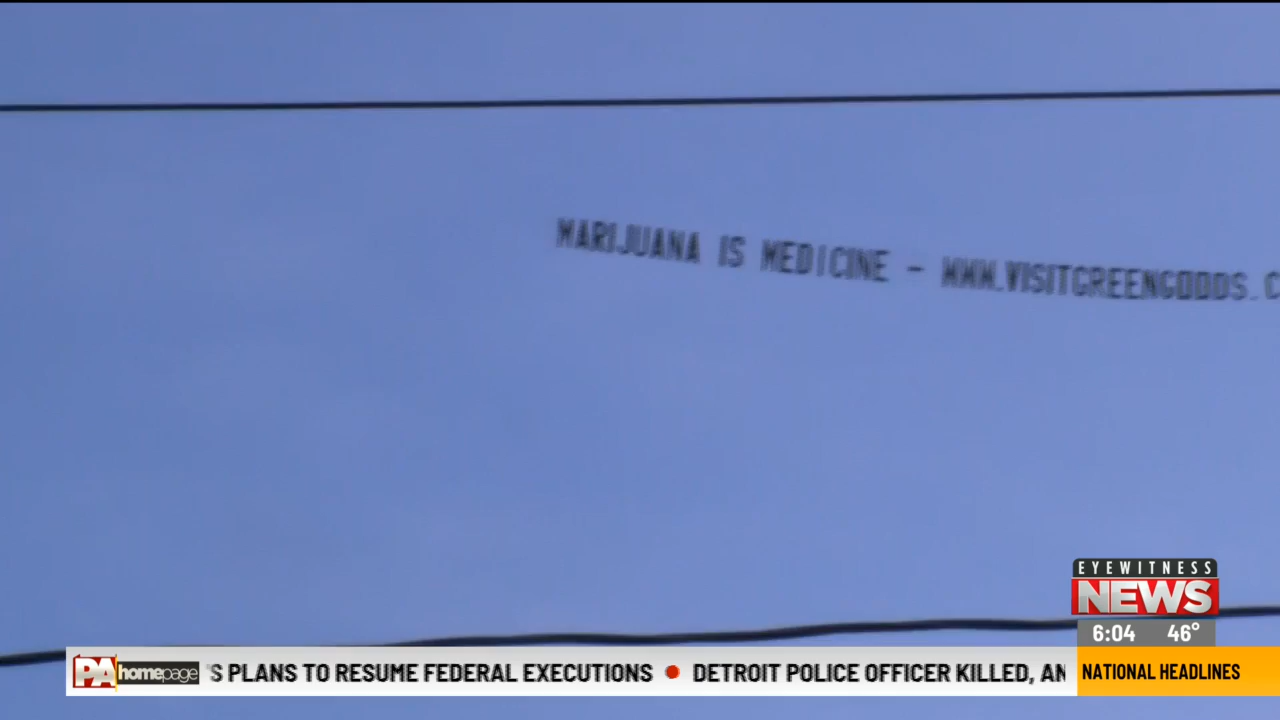 MARIJUANA IS MEDICINE - WWW.VISITGREENGOODS.C
EYEWITNESS
NEWS
6:04 46°
PA homepage 'S PLANS TO RESUME FEDERAL EXECUTIONS • DETROIT POLICE OFFICER KILLED, AN NATIONAL HEADLINES